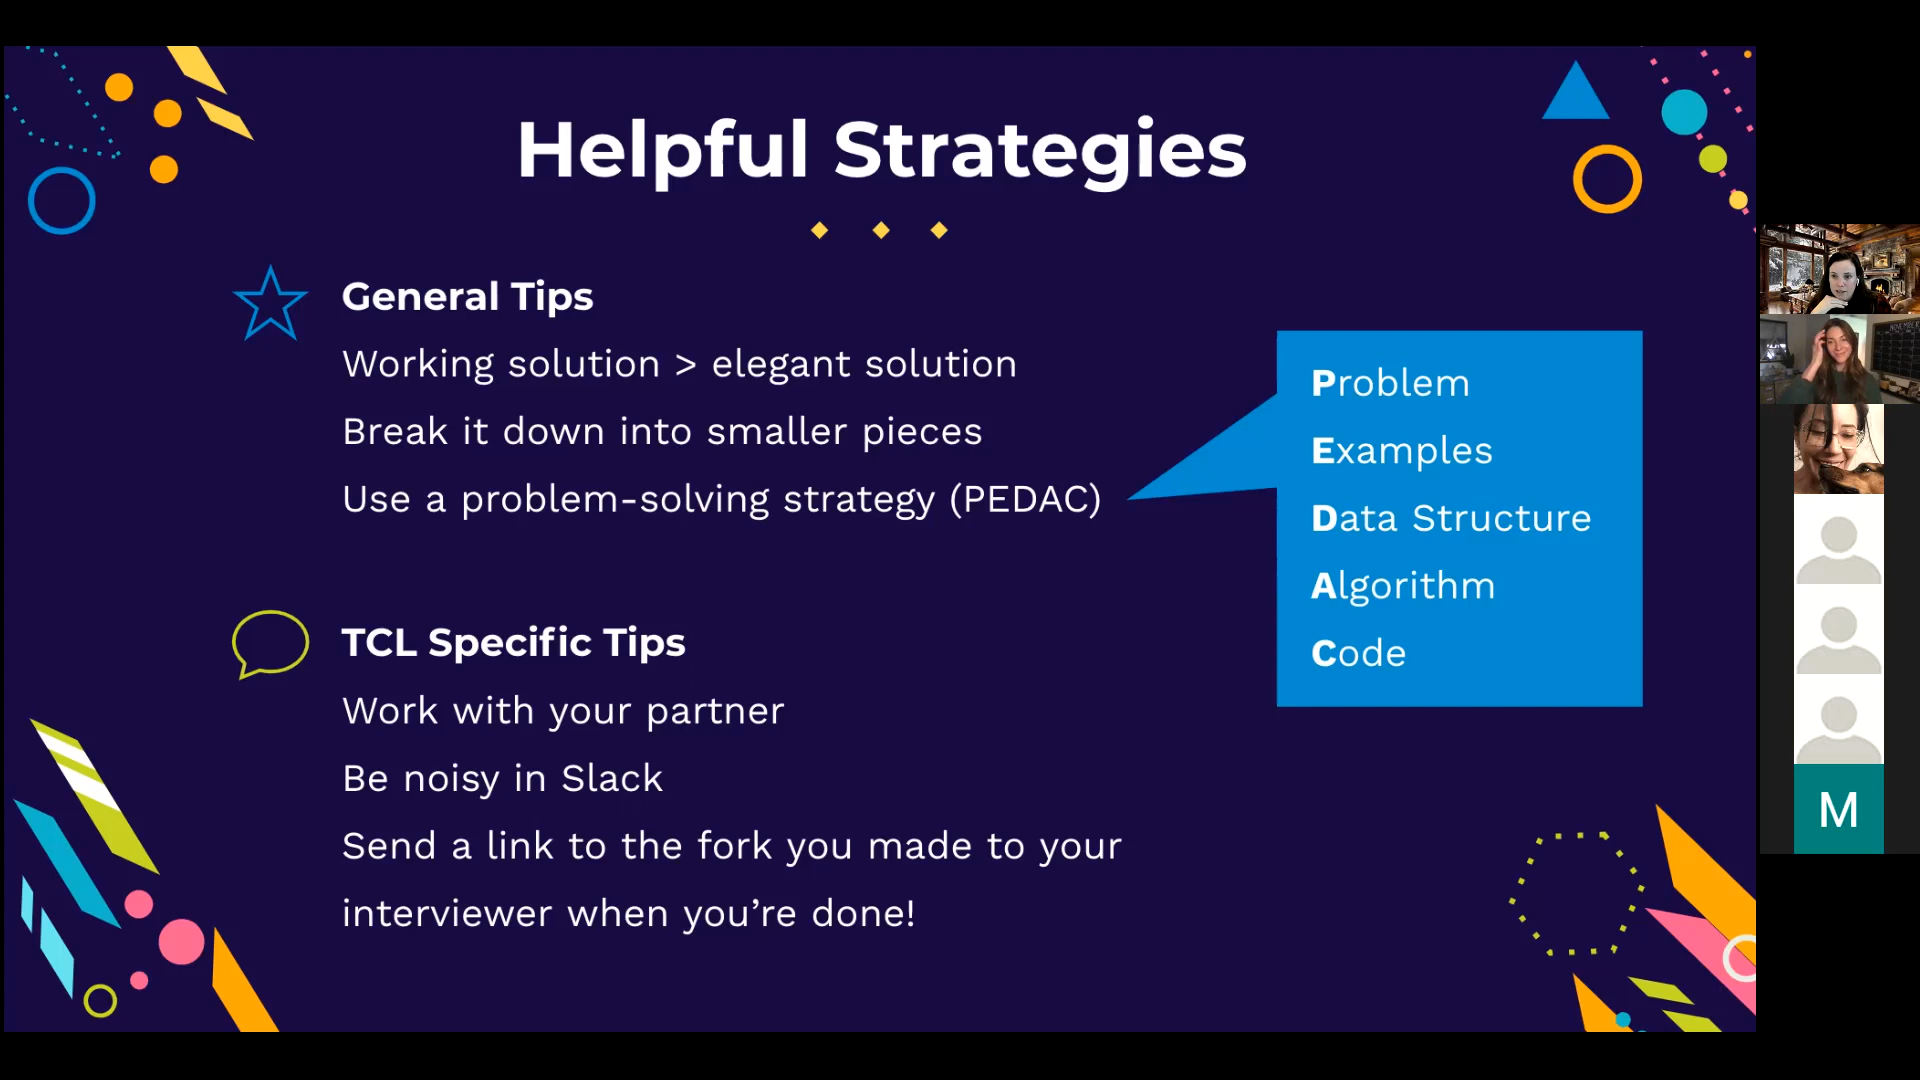 Helpful Strategies
General Tips
Working solution > elegant solution
Break it down into smaller pieces
Use a problem-solving strategy (PEDAC)
Problem
Examples
Data Structure
Algorithm
Code
TCL Specific Tips
Work with your partner
Be noisy in Slack
Send a link to the fork you made to your
interviewer when you’re done!
M